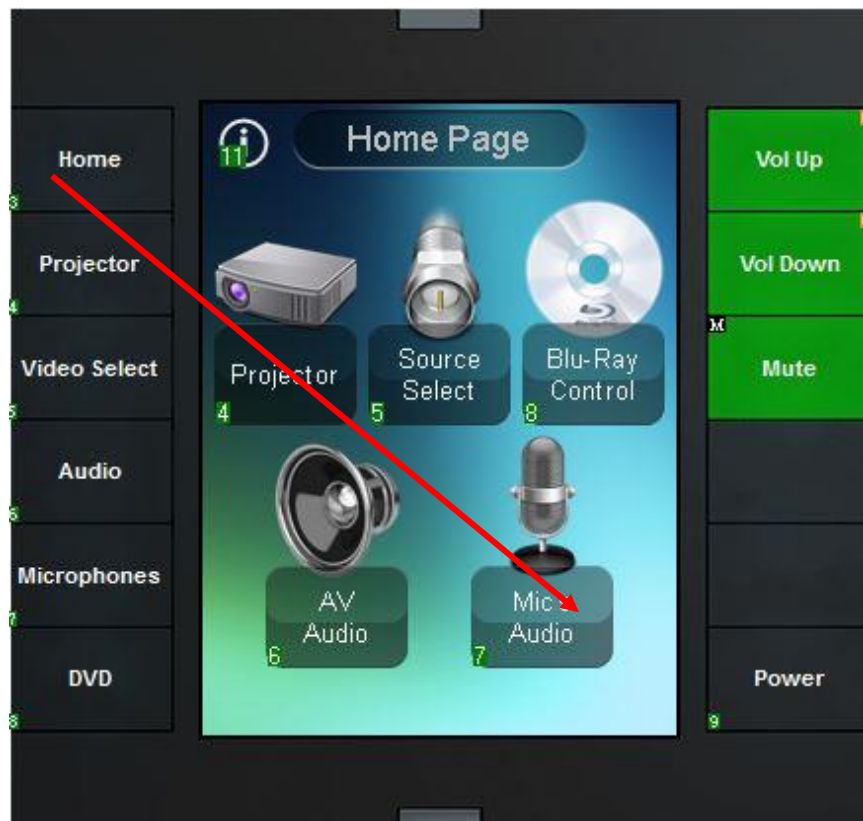 Home
3
Projector
4
Video Select
5
Audio
6
Microphones
7
DVD
8
11
Home Page
Projector
4
Source
Select
5
Blu-Ray
Control
8
AV
Audio
6
Audio
7
Vol Up
Vol Down
M
Mute
Power
9